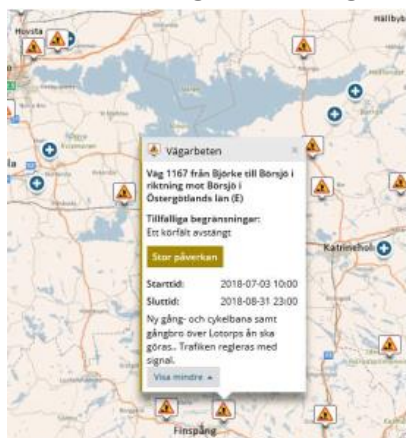 Hovsta
Hällbyb
Vägarbeten
Väg 1167 från Björke till Börsjö i
riktning mot Börsjö i
Östergötlands län (E)
Tillfälliga begränsningar:
Ett körfält avstängt
Stor påverkan
Starttid: 2018-07-03 10:00
Sluttid: 2018-08-31 23:00
Ny gång- och cykelbana samt
gångbro över Lotorps ån ska
göras.. Trafiken regleras med
signal.
Visa mindre
Katrineholm
Finspång